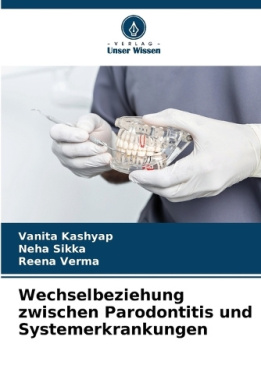 - VERLAG -
Unser Wissen
Vanita Kashyap
Neha Sikka
Reena Verma
Wechselbeziehung
zwischen Parodontitis und
Systemerkrankungen